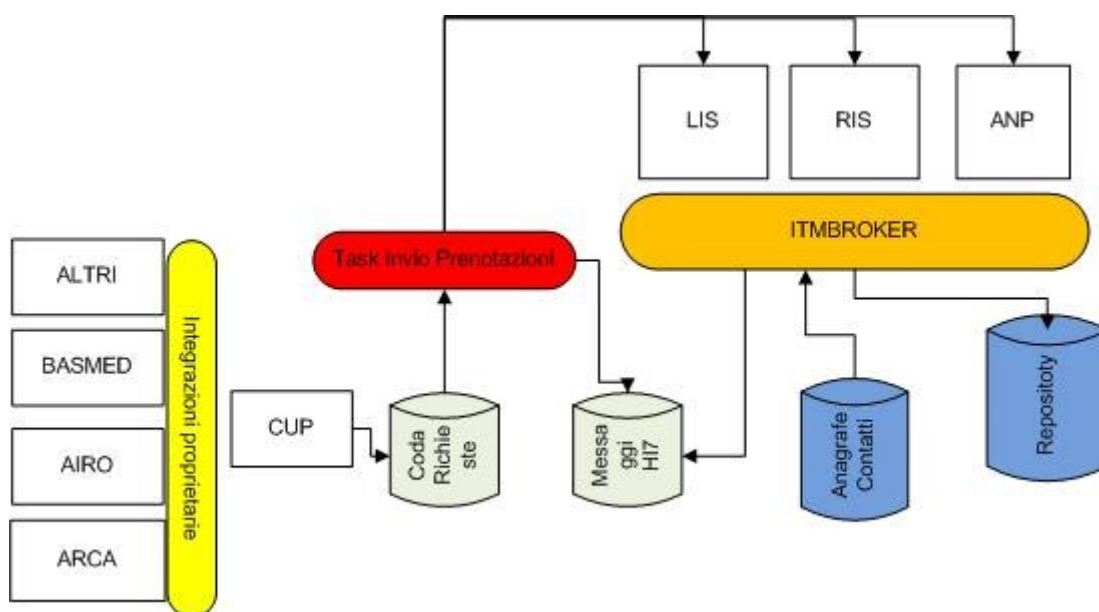 LIS
RIS
ANP
ITMBROKER
Task Invio Prenotazioni
ALTRI
BASMED
AIRO
ARCA
Integrazioni proprietarie
CUP
Coda
Richie
ste
Messa
ggi
Hl7
Anagrafe
Contatti
Repositoty